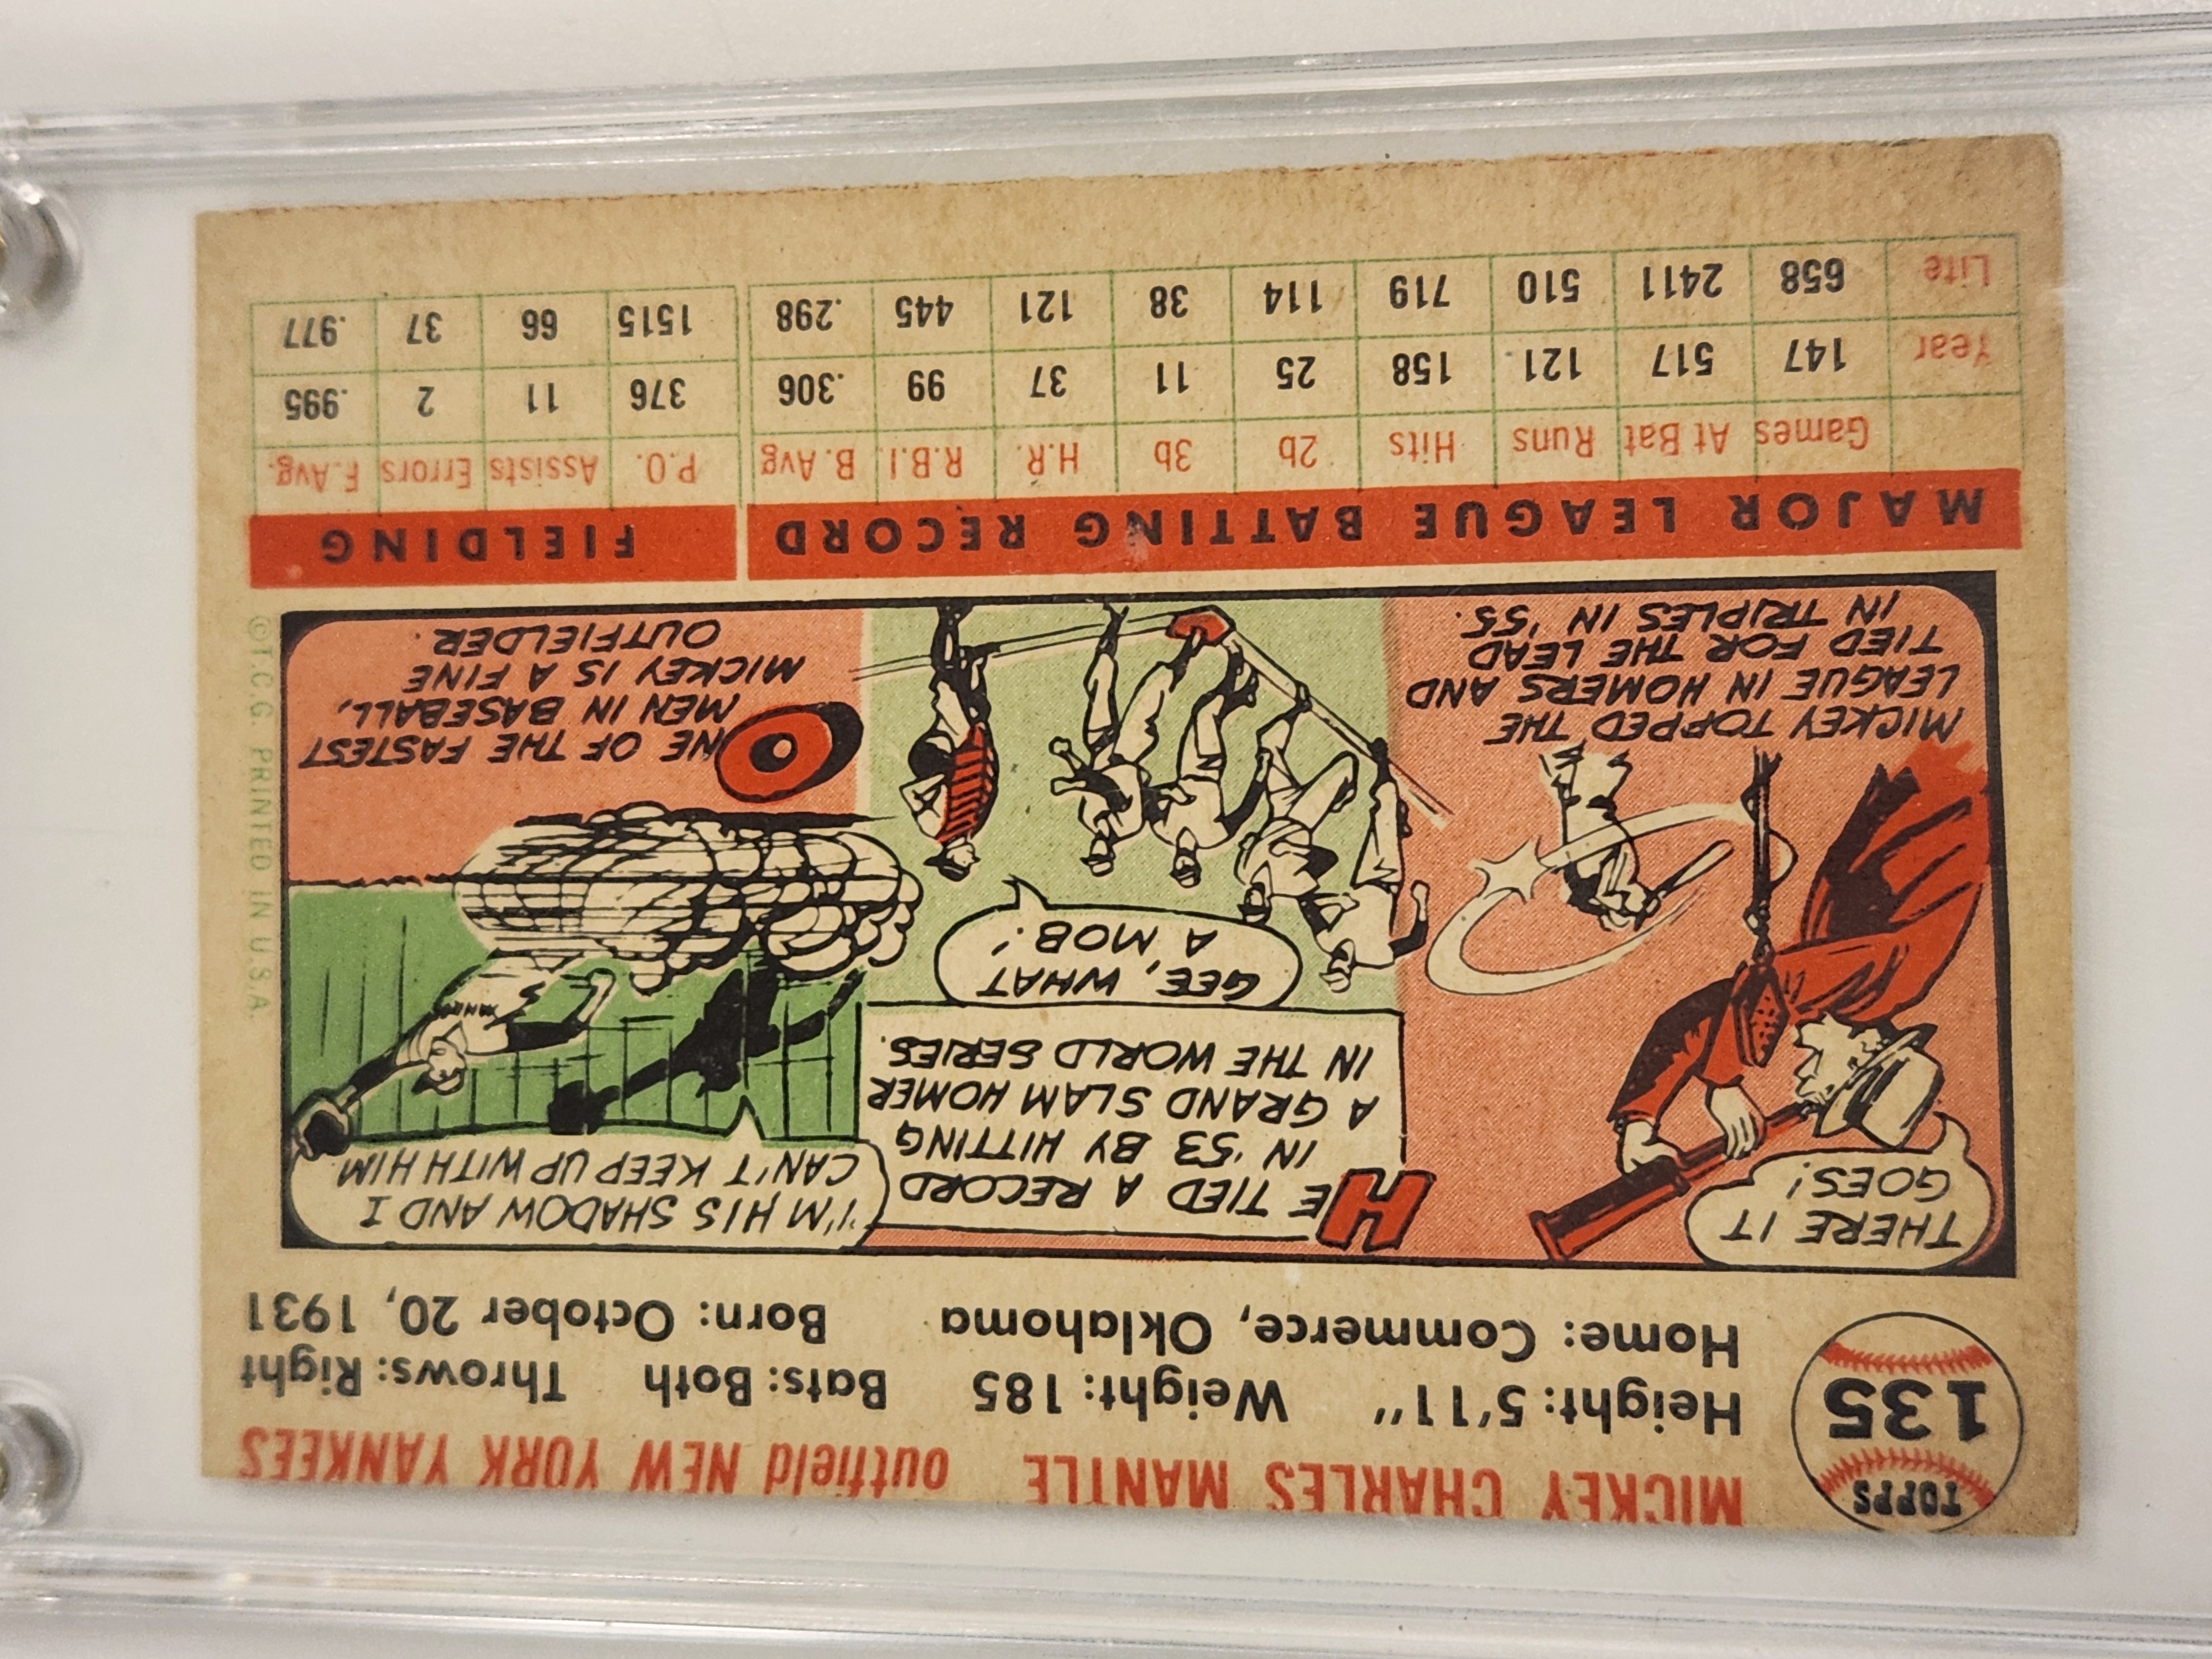 TOPPS
135
MICKEY CHARLES MANTLE outfield NEW YORK YANKEES
Height: 5'11" Weight: 185 Bats: Both Throws: Right
Home: Commerce, Oklahoma Born: October 20, 1931
THERE IT
GOES!
MICKEY TOPPED THE
LEAGUE IN HOMERS AND
TIED FOR THE LEAD
IN TRIPLES IN '55.
HE TIED A RECORD
IN '53 BY HITTING
A GRAND SLAM HOMER
IN THE WORLD SERIES.
GEE, WHAT
A MOB!
"I'M HIS SHADOW AND I
CAN'T KEEP UP WITH HIM
YANKEES
ONE OF THE FASTEST
MEN IN BASEBALL,
MICKEY IS A FINE
OUTFIELDER.
©T.C.G. PRINTED IN U.S.A.
MAJOR LEAGUE BATTING RECORD FIELDING
Games At Bat Runs Hits 2b 3b H.R. R.B.I. B. Avg P.O. Assists Errors F. Avg.
Year 147 517 121 158 25 11 37 99 .306 376 11 2 .995
Life 658 2411 510 719 114 38 121 445 .298 1515 66 37 .977